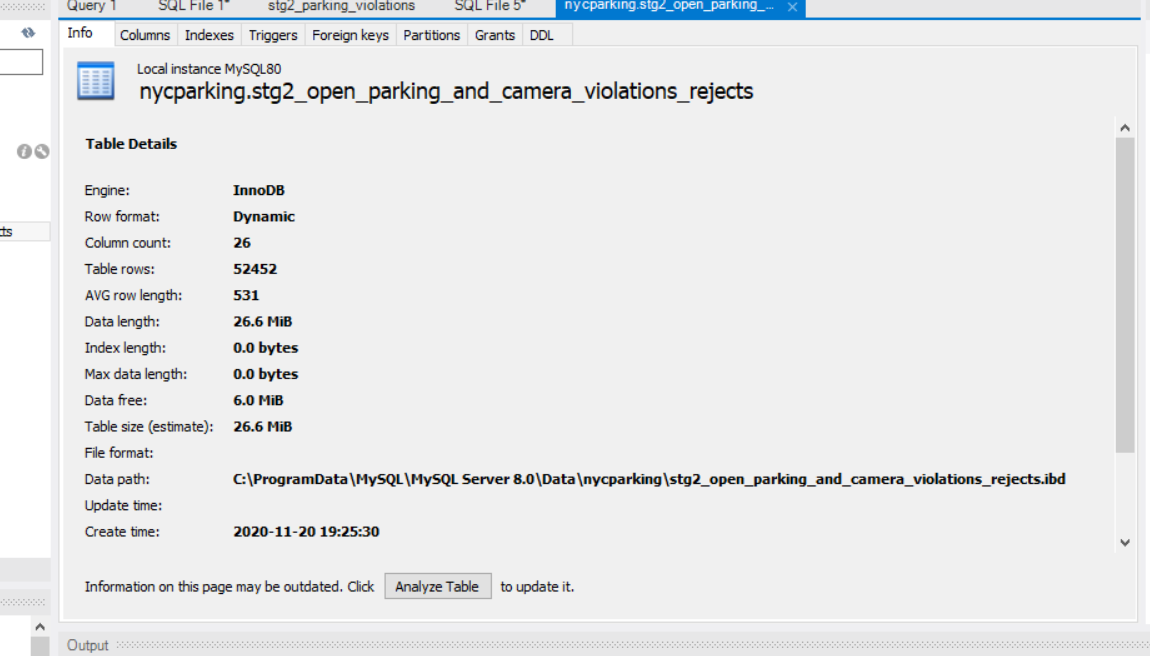 Query 1 SQL File 1* stg2_parking_violations SQL File 5* nycparking.stg2_open_parking_...
Info Columns Indexes Triggers Foreign keys Partitions Grants DDL
Local instance MySQL80
nycparking.stg2_open_parking_and_camera_violations_rejects
Table Details
Engine: InnoDB
Row format: Dynamic
Column count: 26
cts
Table rows: 52452
AVG row length: 531
Data length: 26.6 MiB
Index length: 0.0 bytes
Max data length: 0.0 bytes
Data free: 6.0 MiB
Table size (estimate): 26.6 MiB
File format:
Data path: C:\ProgramData\MySQL\MySQL Server 8.0\Data\nycparking\stg2_open_parking_and_camera_violations_rejects.ibd
Update time:
Create time: 2020-11-20 19:25:30
Information on this page may be outdated. Click Analyze Table to update it.
Output